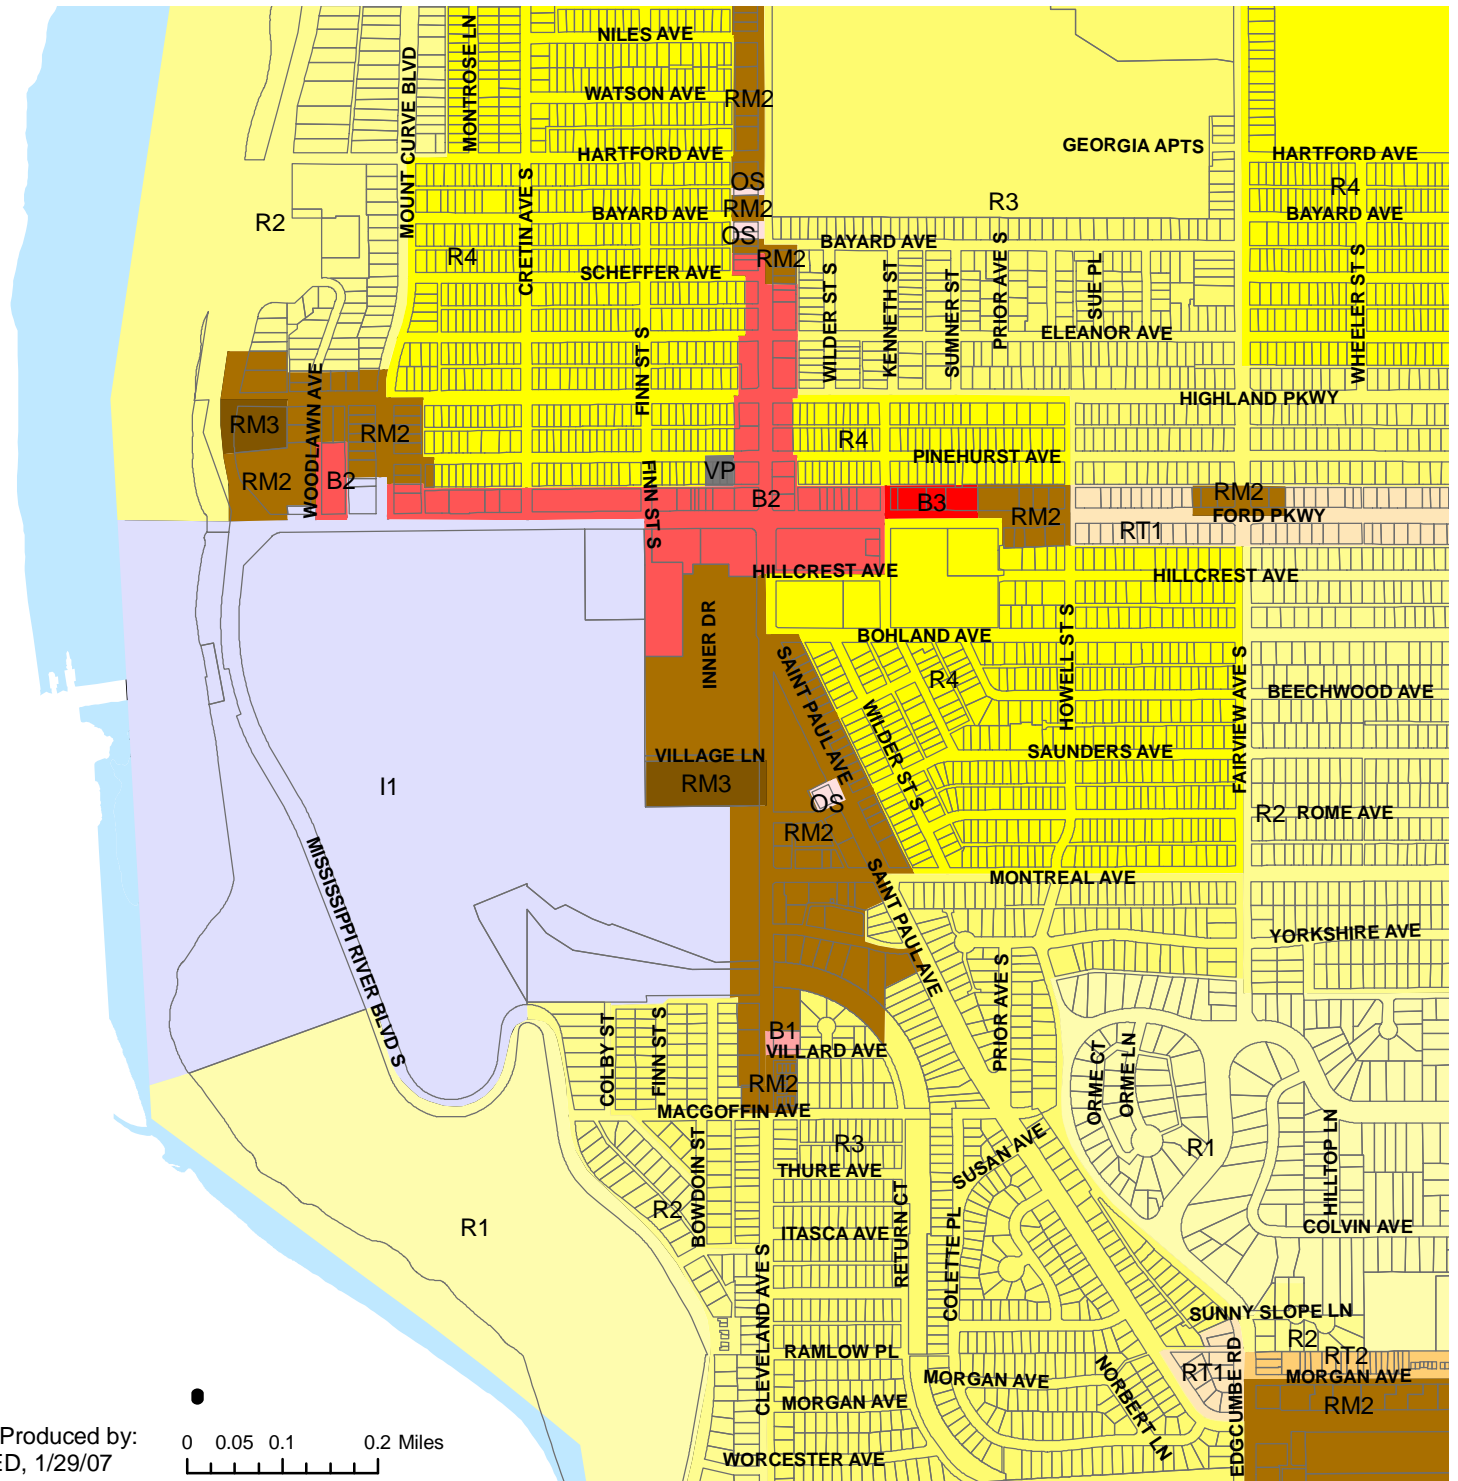 NILES AVE
MONTROSE LN
MOUNT CURVE BLVD
WATSON AVE
RM2
GEORGIA APTS
HARTFORD AVE
HARTFORD AVE
OS
R4
R3
RM2
BAYARD AVE
BAYARD AVE
R2
CRETIN AVE S
OS
BAYARD AVE
R4
SCHEFFER AVE
RM2
WILDER ST S
KENNETH ST
SUMNER ST
PRIOR AVE S
SUE PL
WHEELER ST S
ELEANOR AVE
FINN ST S
WOODLAWN AVE
HIGHLAND PKWY
RM3
RM2
R4
PINEHURST AVE
VP
RM2
B2
FINN ST S
B2
B3
RM2
RM2
FORD PKWY
RT1
HILLCREST AVE
HILLCREST AVE
INNER DR
BOHLAND AVE
HOWELL ST S
FAIRVIEW AVE S
SAINT PAUL AVE
R4
BEECHWOOD AVE
WILDER ST S
VILLAGE LN
SAUNDERS AVE
RM3
I1
OS
R2
ROME AVE
RM2
MISSISSIPPI RIVER BLVD S
SAINT PAUL AVE
MONTREAL AVE
YORKSHIRE AVE
PRIOR AVE S
COLBY ST
FINN ST S
B1
VILLARD AVE
ORME CT
ORME LN
RM2
MACGOFFIN AVE
BOWDOIN ST
R3
R1
HILLTOP LN
THURE AVE
SUSAN AVE
R1
R2
RETURN CT
COLETTE PL
ITASCA AVE
COLVIN AVE
CLEVELAND AVE S
SUNNY SLOPE LN
R2
RAMLOW PL
RT2
RT1
MORGAN AVE
MORGAN AVE
NORBERT LN
EDGCUMBE RD
MORGAN AVE
RM2
WORCESTER AVE
Produced by:
ED, 1/29/07
0 0.05 0.1 0.2 Miles